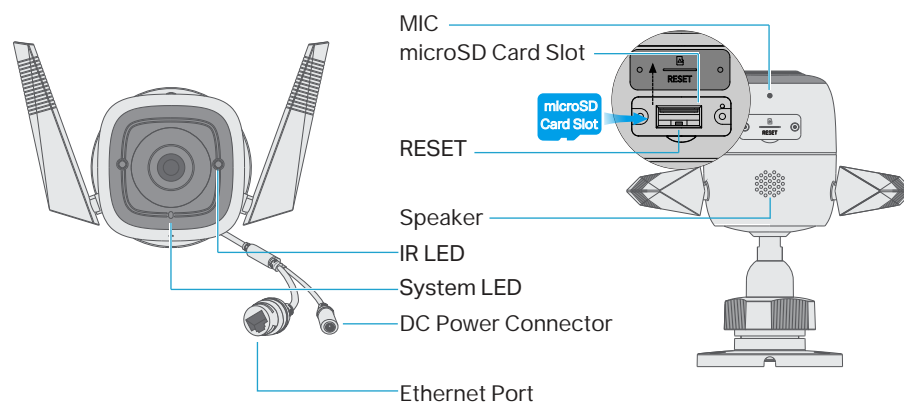 MIC
microSD Card Slot
RESET
microSD
Card Slot
RESET
RESET
Speaker
IR LED
System LED
DC Power Connector
Ethernet Port